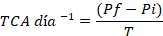 TCA día ⁻¹ = (Pf − Pi) / T